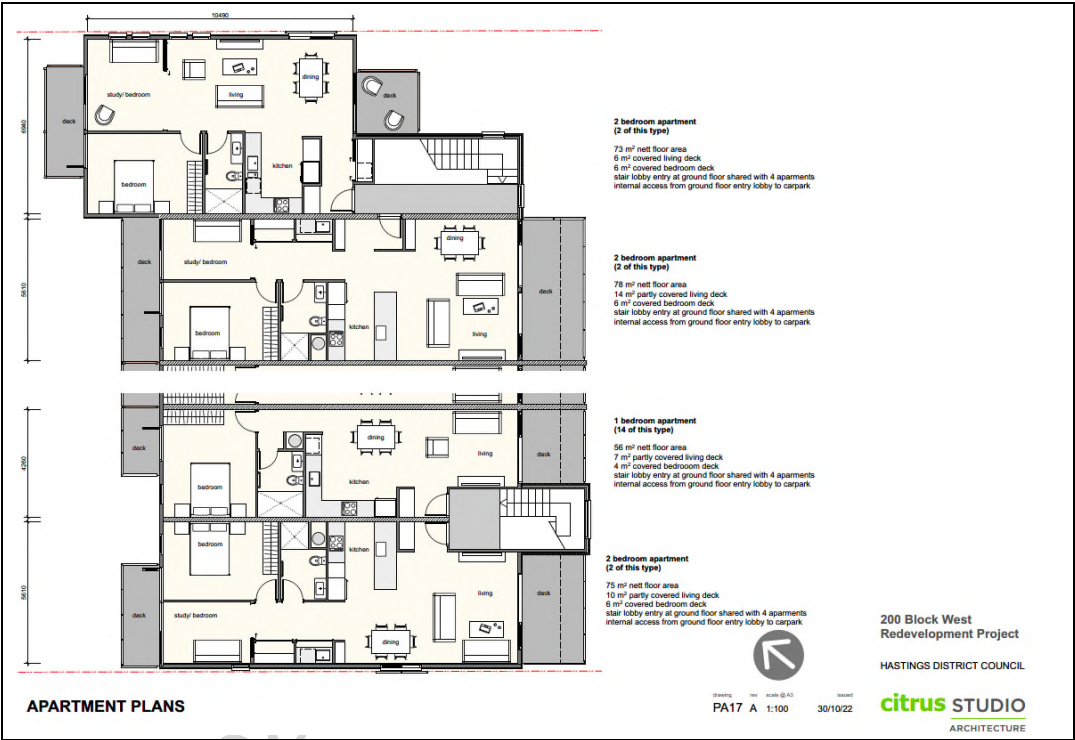 10490
6940
deck
study/ bedroom
living
dining
deck
bedroom
kitchen
2 bedroom apartment
(2 of this type)
73 m² nett floor area
6 m² covered living deck
6 m² covered bedroom deck
stair lobby entry at ground floor shared with 4 aparments
internal access from ground floor entry lobby to carpark
5610
deck
study/ bedroom
dining
deck
bedroom
kitchen
living
2 bedroom apartment
(2 of this type)
78 m² nett floor area
14 m² partly covered living deck
6 m² covered bedroom deck
stair lobby entry at ground floor shared with 4 aparments
internal access from ground floor entry lobby to carpark
4260
deck
dining
living
deck
bedroom
kitchen
1 bedroom apartment
(14 of this type)
56 m² nett floor area
7 m² partly covered living deck
4 m² covered bedrooom deck
stair lobby entry at ground floor shared with 4 aparments
internal access from ground floor entry lobby to carpark
5610
bedroom
kitchen
deck
study/ bedroom
living
deck
dining
2 bedroom apartment
(2 of this type)
75 m² nett floor area
10 m² partly covered living deck
6 m² covered bedroom deck
stair lobby entry at ground floor shared with 4 aparments
internal access from ground floor entry lobby to carpark
200 Block West
Redevelopment Project
HASTINGS DISTRICT COUNCIL
APARTMENT PLANS
drawing rev scale @ A3 issued
PA17 A 1:100 30/10/22
citrus STUDIO
ARCHITECTURE